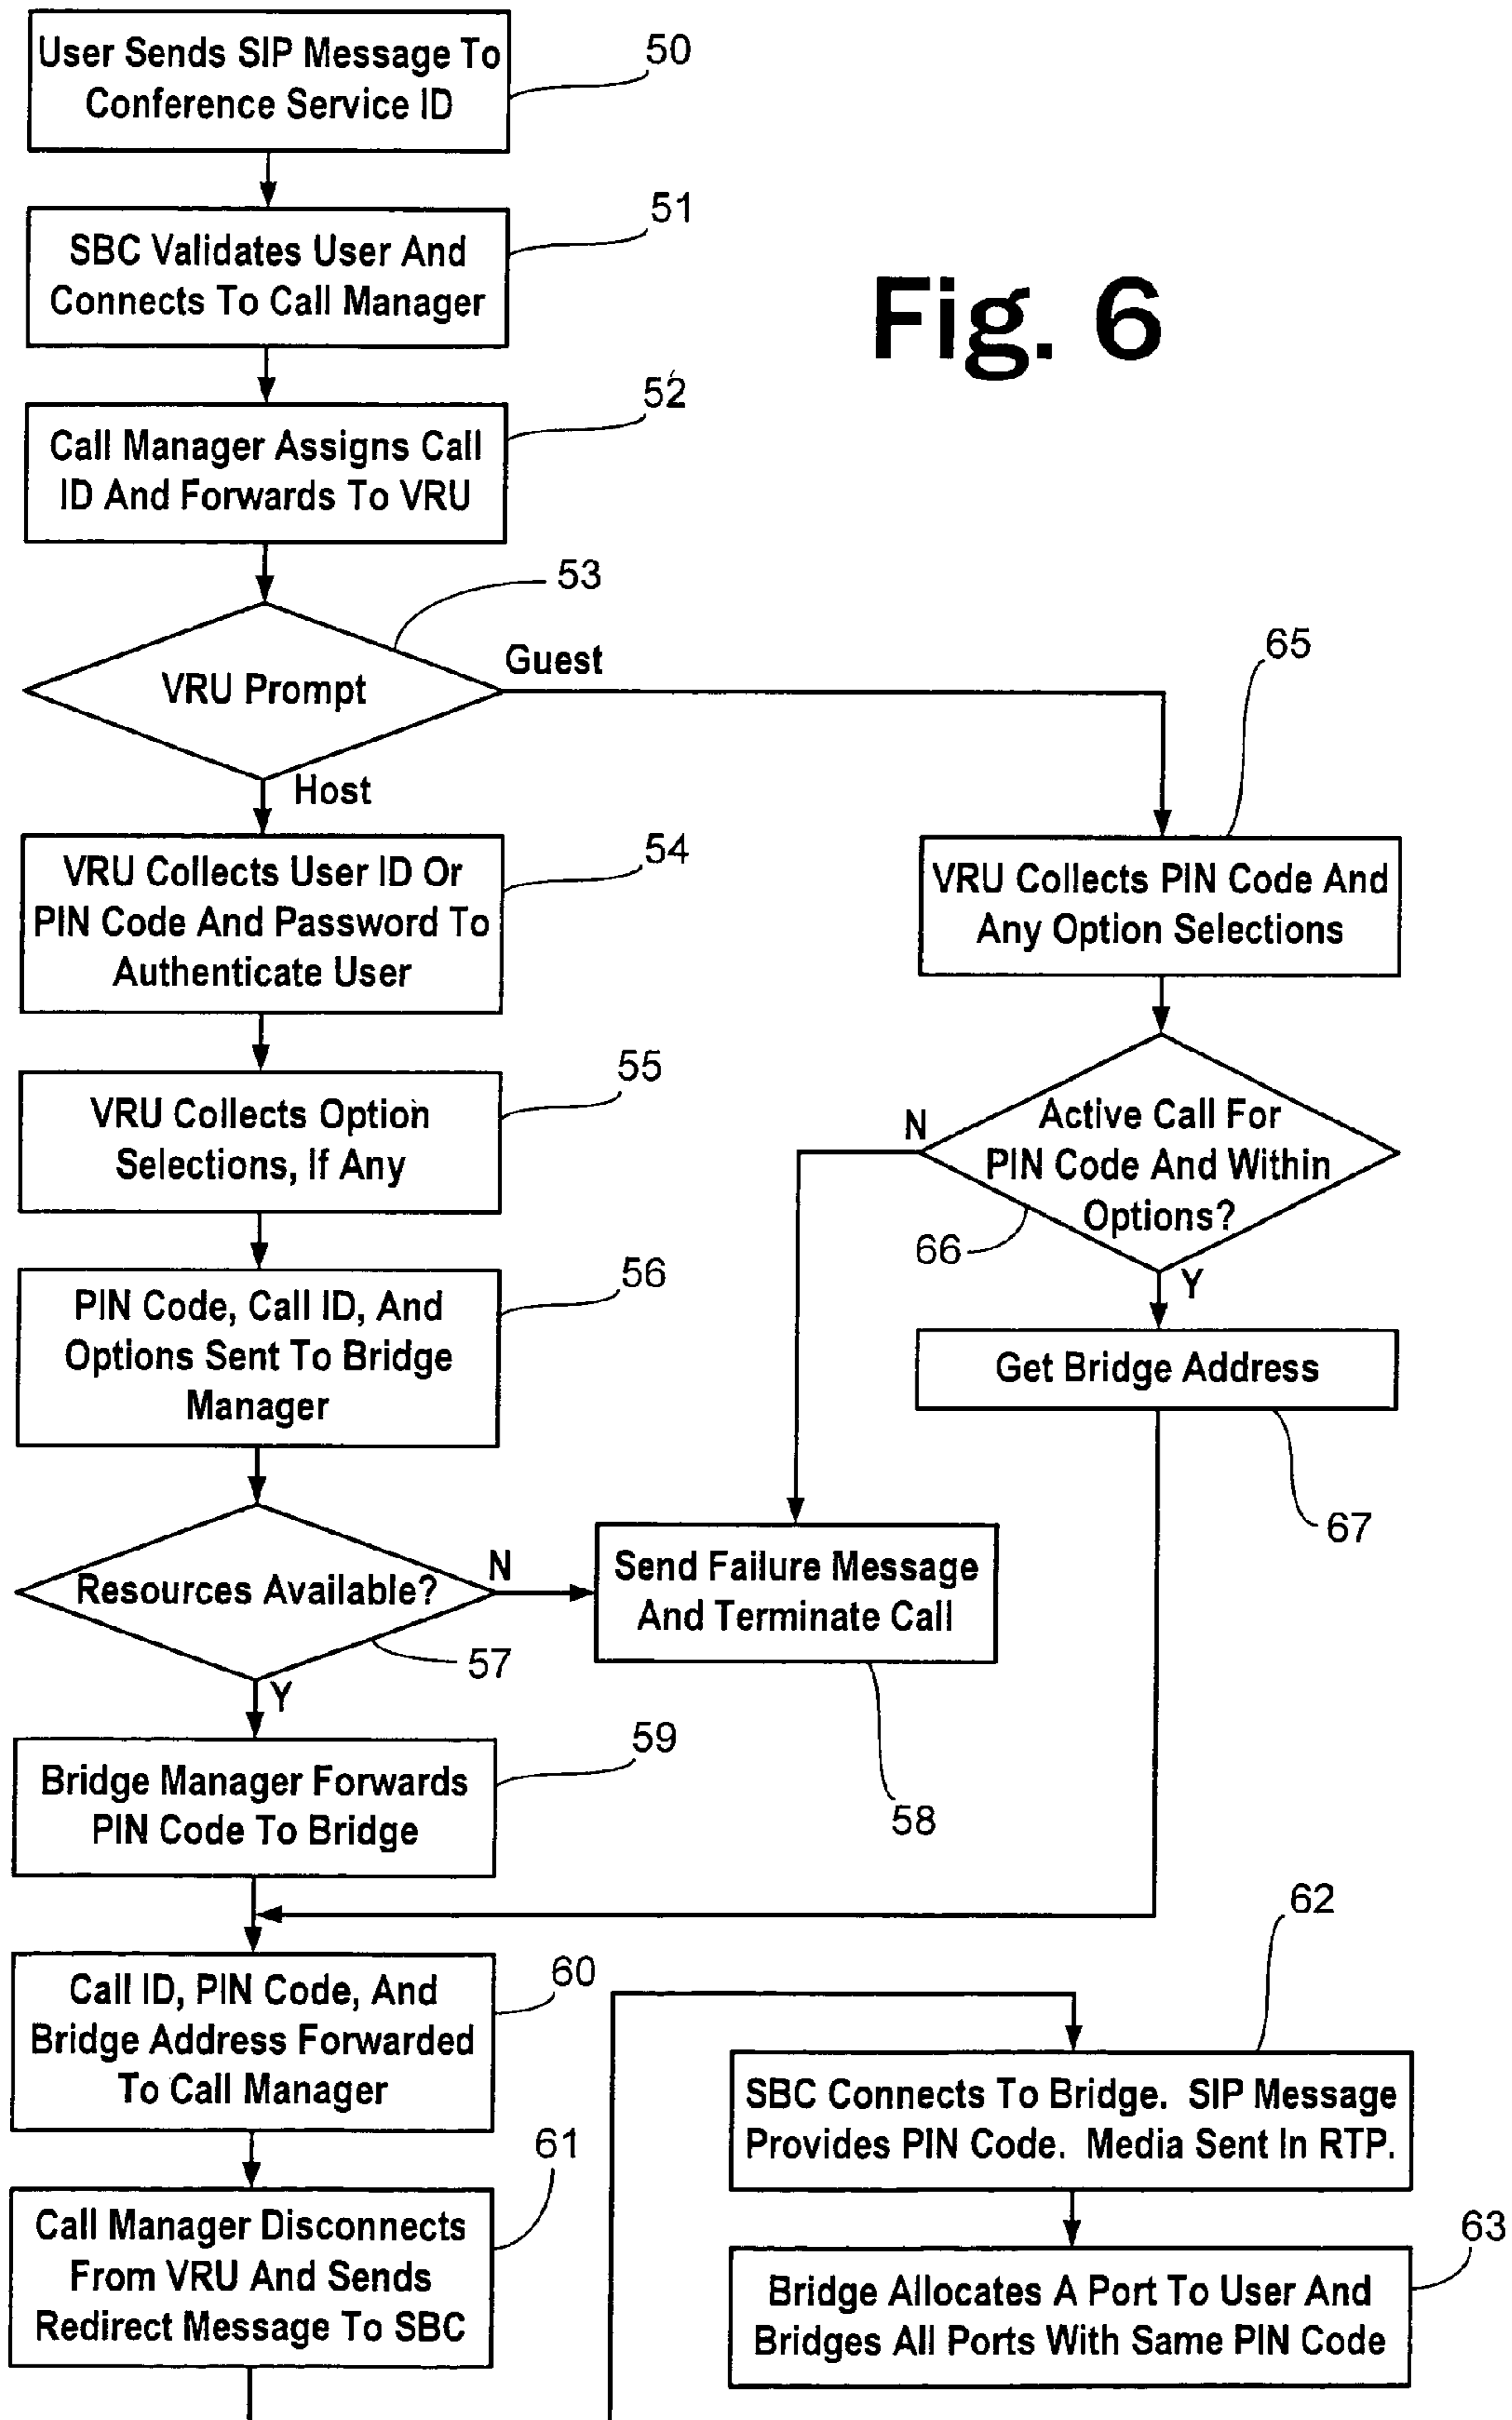 User Sends SIP Message To
Conference Service ID
50
SBC Validates User And
Connects To Call Manager
51
Fig. 6
Call Manager Assigns Call
ID And Forwards To VRU
52
VRU Prompt
53
Guest
Host
VRU Collects User ID Or
PIN Code And Password To
Authenticate User
54
VRU Collects PIN Code And
Any Option Selections
65
VRU Collects Option
Selections, If Any
55
Active Call For
PIN Code And Within
Options?
66
N
Y
PIN Code, Call ID, And
Options Sent To Bridge
Manager
56
Get Bridge Address
67
Resources Available?
57
N
Y
Send Failure Message
And Terminate Call
58
Bridge Manager Forwards
PIN Code To Bridge
59
Call ID, PIN Code, And
Bridge Address Forwarded
To Call Manager
60
Call Manager Disconnects
From VRU And Sends
Redirect Message To SBC
61
SBC Connects To Bridge. SIP Message
Provides PIN Code. Media Sent In RTP.
62
Bridge Allocates A Port To User And
Bridges All Ports With Same PIN Code
63